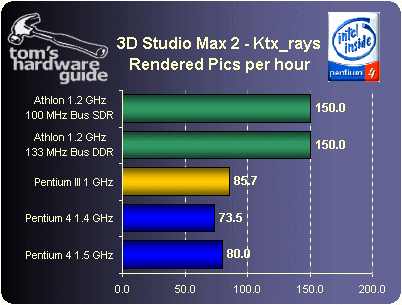 tom's
hardware
guide
3D Studio Max 2 - Ktx_rays
Rendered Pics per hour
intel
inside
pentium 4
Athlon 1.2 GHz
100 MHz Bus SDR
150.0
Athlon 1.2 GHz
133 MHz Bus DDR
150.0
Pentium III 1 GHz
85.7
Pentium 4 1.4 GHz
73.5
Pentium 4 1.5 GHz
80.0
0.0 50.0 100.0 150.0 200.0